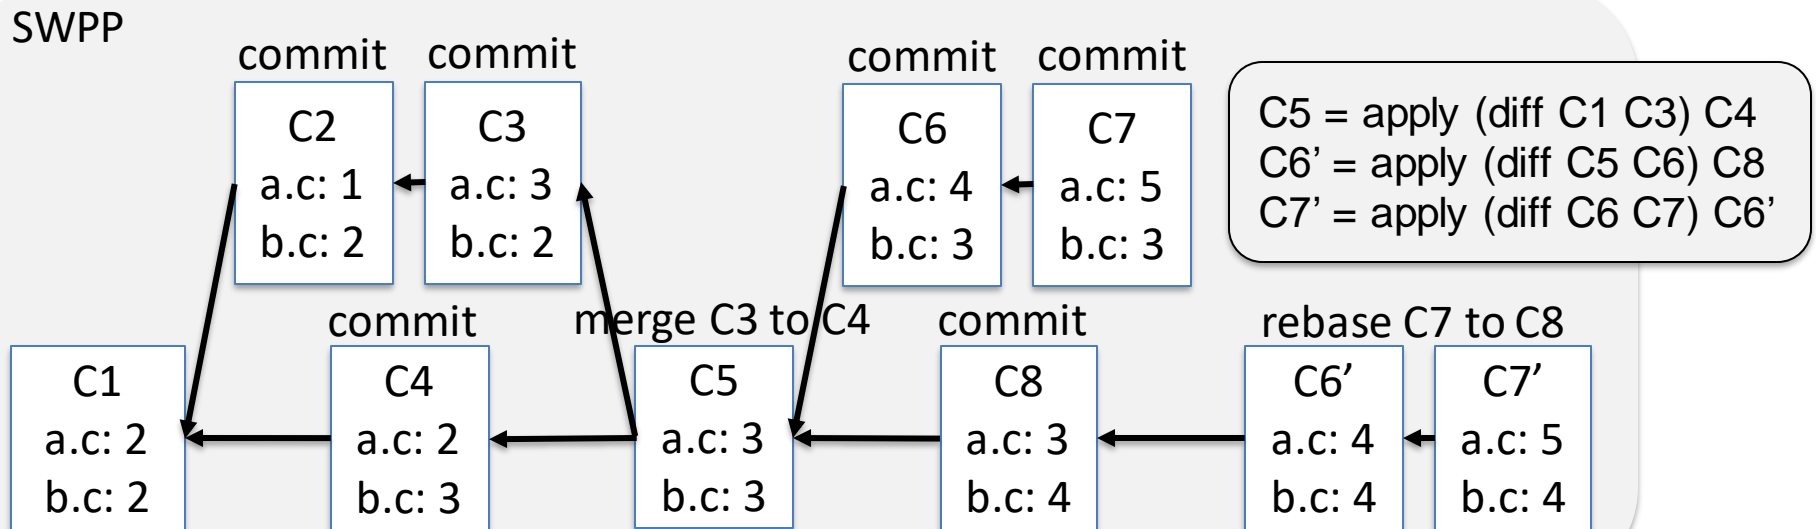 SWPP
commit
commit
commit
commit
C2
a.c: 1
b.c: 2
C3
a.c: 3
b.c: 2
C6
a.c: 4
b.c: 3
C7
a.c: 5
b.c: 3
C5 = apply (diff C1 C3) C4
C6’ = apply (diff C5 C6) C8
C7’ = apply (diff C6 C7) C6’
commit
merge C3 to C4
commit
rebase C7 to C8
C1
a.c: 2
b.c: 2
C4
a.c: 2
b.c: 3
C5
a.c: 3
b.c: 3
C8
a.c: 3
b.c: 4
C6’
a.c: 4
b.c: 4
C7’
a.c: 5
b.c: 4